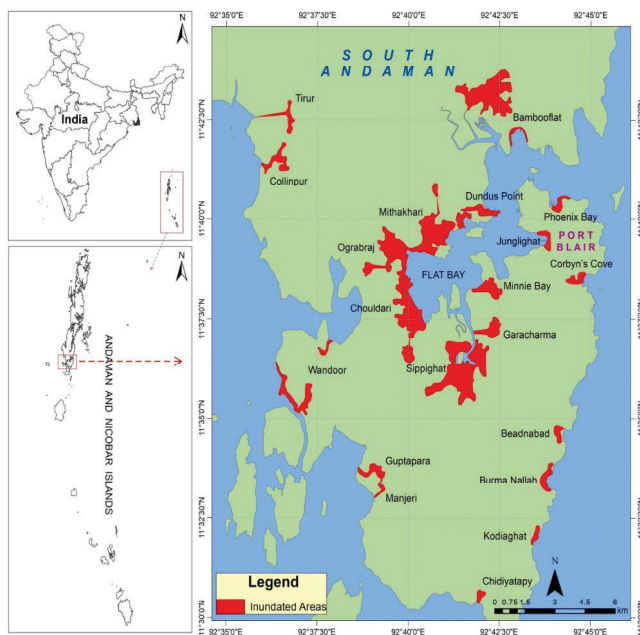 N
India
N
ANDAMAN AND NICOBAR ISLANDS
92°35'0"E 92°37'30"E 92°40'0"E 92°42'30"E 92°45'0"E
SOUTH
ANDAMAN
Tirur
Bambooflat
11°42'30"N
Collinpur
Dundus Point
Mithakhari
Phoenix Bay
11°40'0"N
PORT
BLAIR
Junglighat
Ograbraj
Corbyn's Cove
FLAT BAY
Minnie Bay
Chouldari
11°37'30"N
Garacharma
Wandoor
Sippighat
11°35'0"N
Beadnabad
Guptapara
Burma Nallah
Manjeri
11°32'30"N
Kodiaghat
N
Chidiyatapy
Legend
Inundated Areas
0 0.75 1.5 3 4.5 6
km
11°30'0"N
92°35'0"E 92°37'30"E 92°40'0"E 92°42'30"E 92°45'0"E